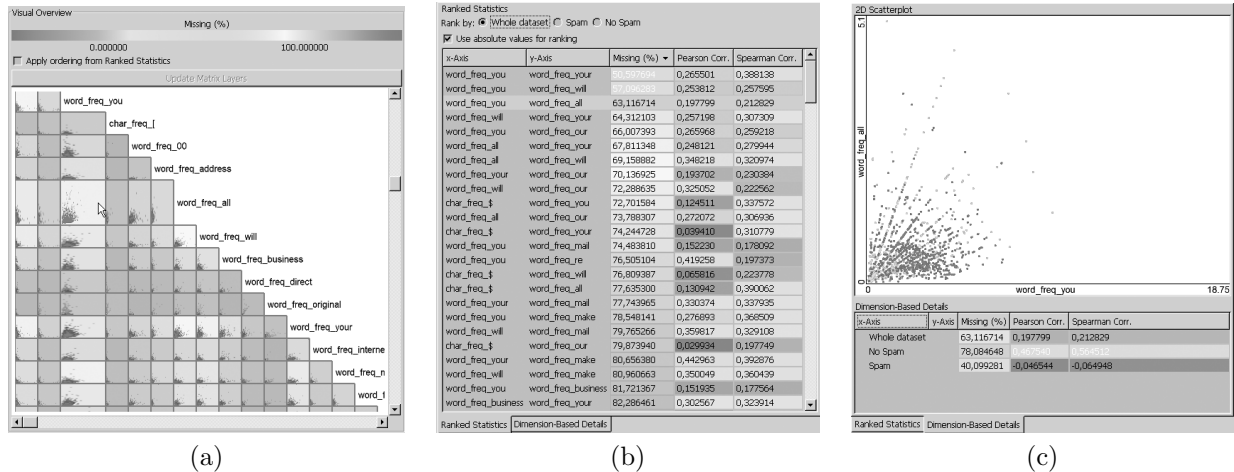 Visual Overview
Missing (%)
0.000000 100.000000
Apply ordering from Ranked Statistics
Update Matrix Layers
word_freq_you
char_freq_[
word_freq_00
word_freq_address
word_freq_all
word_freq_will
word_freq_business
word_freq_direct
word_freq_original
word_freq_your
word_freq_interne
word_freq_n
word_f
(a)
Ranked Statistics
Rank by: Whole dataset Spam No Spam
Use absolute values for ranking
x-Axis y-Axis Missing (%) Pearson Corr. Spearman Corr.
word_freq_you word_freq_your 50,597694 0,265501 0,388138
word_freq_you word_freq_will 57,096283 0,253812 0,257595
word_freq_you word_freq_all 63,116714 0,197799 0,212829
word_freq_will word_freq_your 64,312103 0,257198 0,307309
word_freq_you word_freq_our 66,007393 0,265968 0,259218
word_freq_all word_freq_your 67,811348 0,248121 0,279944
word_freq_all word_freq_will 69,158882 0,348218 0,320974
word_freq_your word_freq_our 70,136925 0,193702 0,230384
word_freq_will word_freq_our 72,288635 0,325052 0,222562
char_freq_$ word_freq_you 72,701584 0,124511 0,337572
word_freq_all word_freq_our 73,788307 0,272072 0,306936
char_freq_$ word_freq_your 74,244728 0,039410 0,310779
word_freq_you word_freq_mail 74,483810 0,152230 0,178092
word_freq_you word_freq_re 76,505104 0,419258 0,197373
char_freq_$ word_freq_will 76,809387 0,065816 0,223778
char_freq_$ word_freq_all 77,635300 0,130942 0,390062
word_freq_your word_freq_mail 77,743965 0,330374 0,337935
word_freq_you word_freq_make 78,548141 0,276893 0,368509
word_freq_will word_freq_mail 79,765266 0,359817 0,329108
char_freq_$ word_freq_our 79,873940 0,029934 0,197749
word_freq_your word_freq_make 80,656380 0,442963 0,392876
word_freq_will word_freq_make 80,960663 0,350049 0,360439
word_freq_you word_freq_business 81,721367 0,151935 0,177564
word_freq_business word_freq_your 82,286461 0,302567 0,323914
Ranked Statistics Dimension-Based Details
(b)
2D Scatterplot
5.1
word_freq_all
0
0 word_freq_you 18.75
Dimension-Based Details
x-Axis y-Axis Missing (%) Pearson Corr. Spearman Corr.
Whole dataset 63,116714 0,197799 0,212829
No Spam 78,084648 0,467540 0,564512
Spam 40,099281 -0,046544 -0,064948
Ranked Statistics Dimension-Based Details
(c)